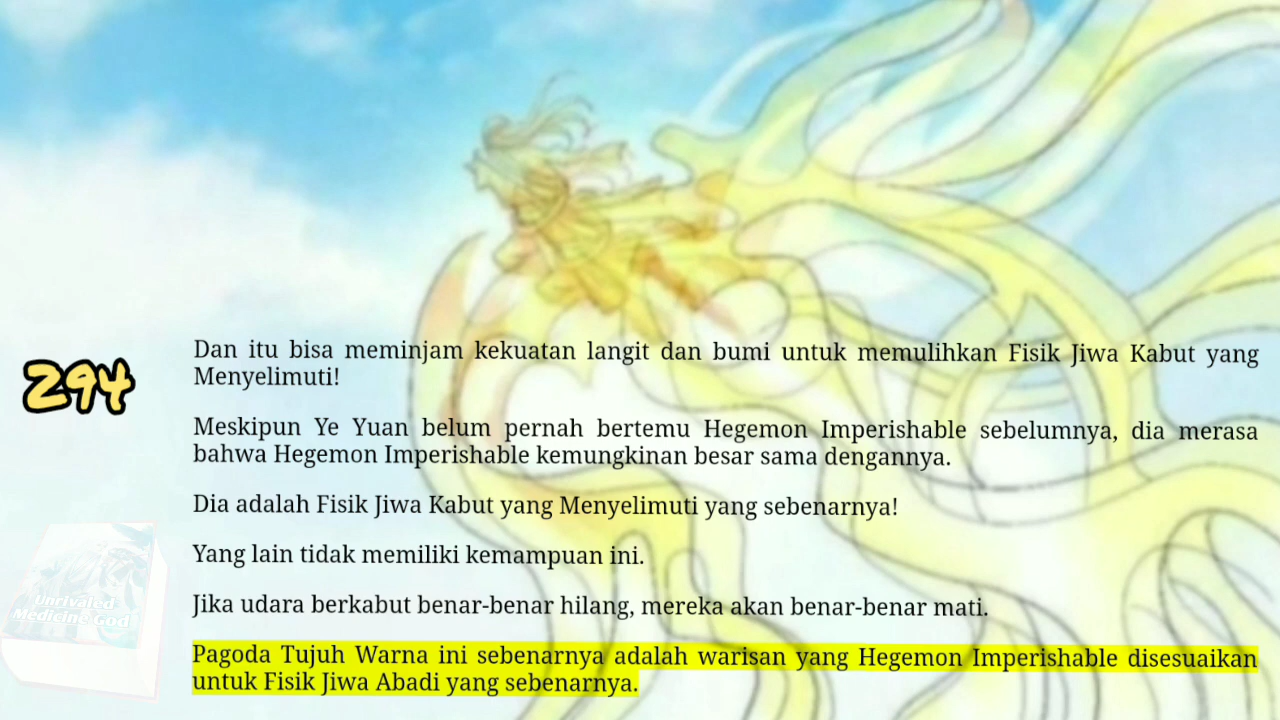 Dan itu bisa meminjam kekuatan langit dan bumi untuk memulihkan Fisik Jiwa Kabut yang
Menyelimuti!
Meskipun Ye Yuan belum pernah bertemu Hegemon Imperishable sebelumnya, dia merasa
bahwa Hegemon Imperishable kemungkinan besar sama dengannya.
294
Dia adalah Fisik Jiwa Kabut yang Menyelimuti yang sebenarnya!
Yang lain tidak memiliki kemampuan ini.
Jika udara berkabut benar-benar hilang, mereka akan benar-benar mati.
Unrivaled
Medicine God
Pagoda Tujuh Warna ini sebenarnya adalah warisan yang Hegemon Imperishable disesuaikan
untuk Fisik Jiwa Abadi yang sebenarnya.